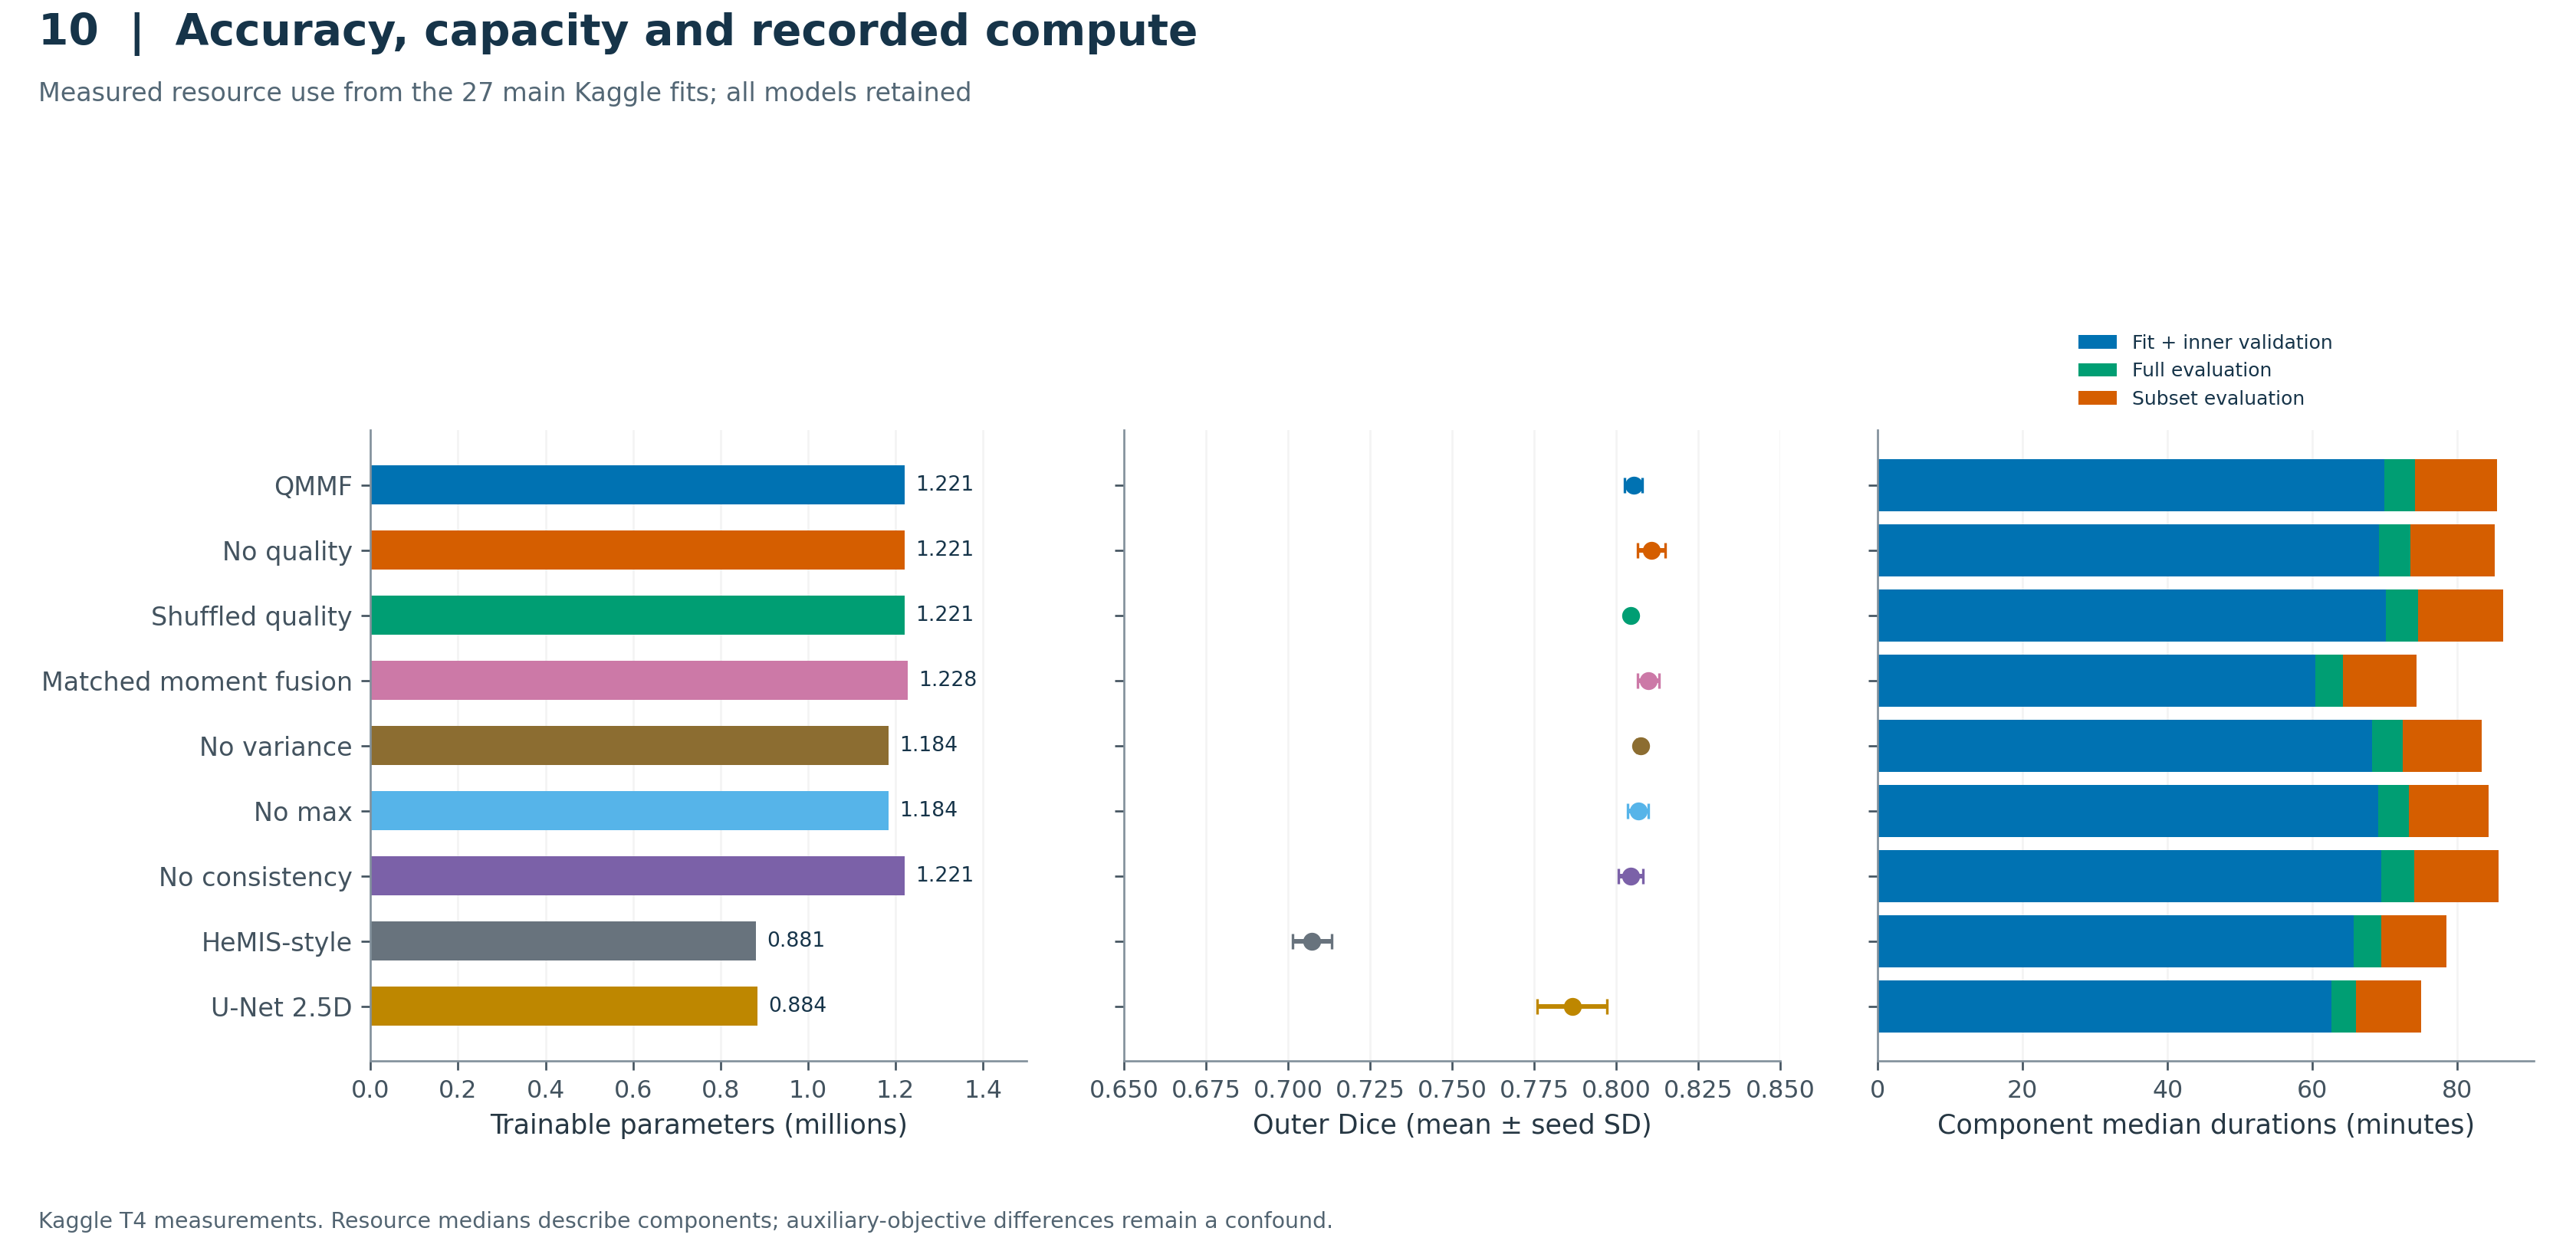 10 | Accuracy, capacity and recorded compute
Measured resource use from the 27 main Kaggle fits; all models retained
Fit + inner validation
Full evaluation
Subset evaluation
QMMF
1.221
No quality
1.221
Shuffled quality
1.221
Matched moment fusion
1.228
No variance
1.184
No max
1.184
No consistency
1.221
HeMIS-style
0.881
U-Net 2.5D
0.884
0.0 0.2 0.4 0.6 0.8 1.0 1.2 1.4
Trainable parameters (millions)
0.650 0.675 0.700 0.725 0.750 0.775 0.800 0.825 0.850
Outer Dice (mean ± seed SD)
0 20 40 60 80
Component median durations (minutes)
Kaggle T4 measurements. Resource medians describe components; auxiliary-objective differences remain a confound.